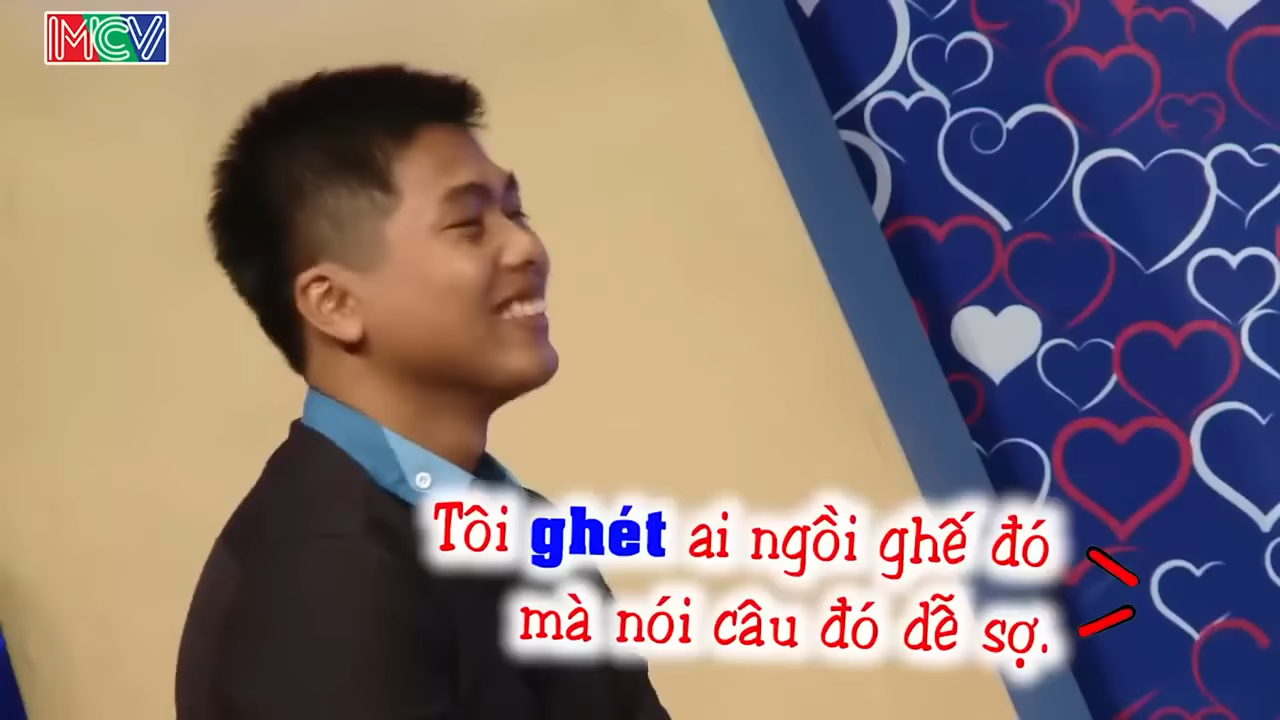 MCV
Tôi ghét ai ngồi ghế đó
mà nói câu đó dễ sợ.